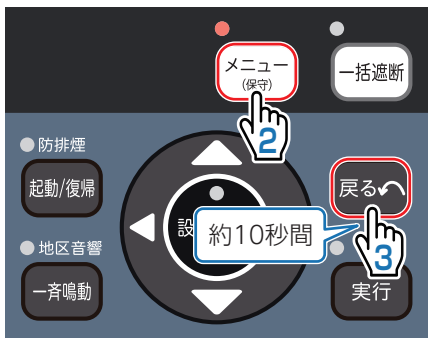 メニュー
(保守)
一括遮断
2
防排煙
起動/復帰
戻る
設
約10秒間
3
地区音響
一斉鳴動
実行